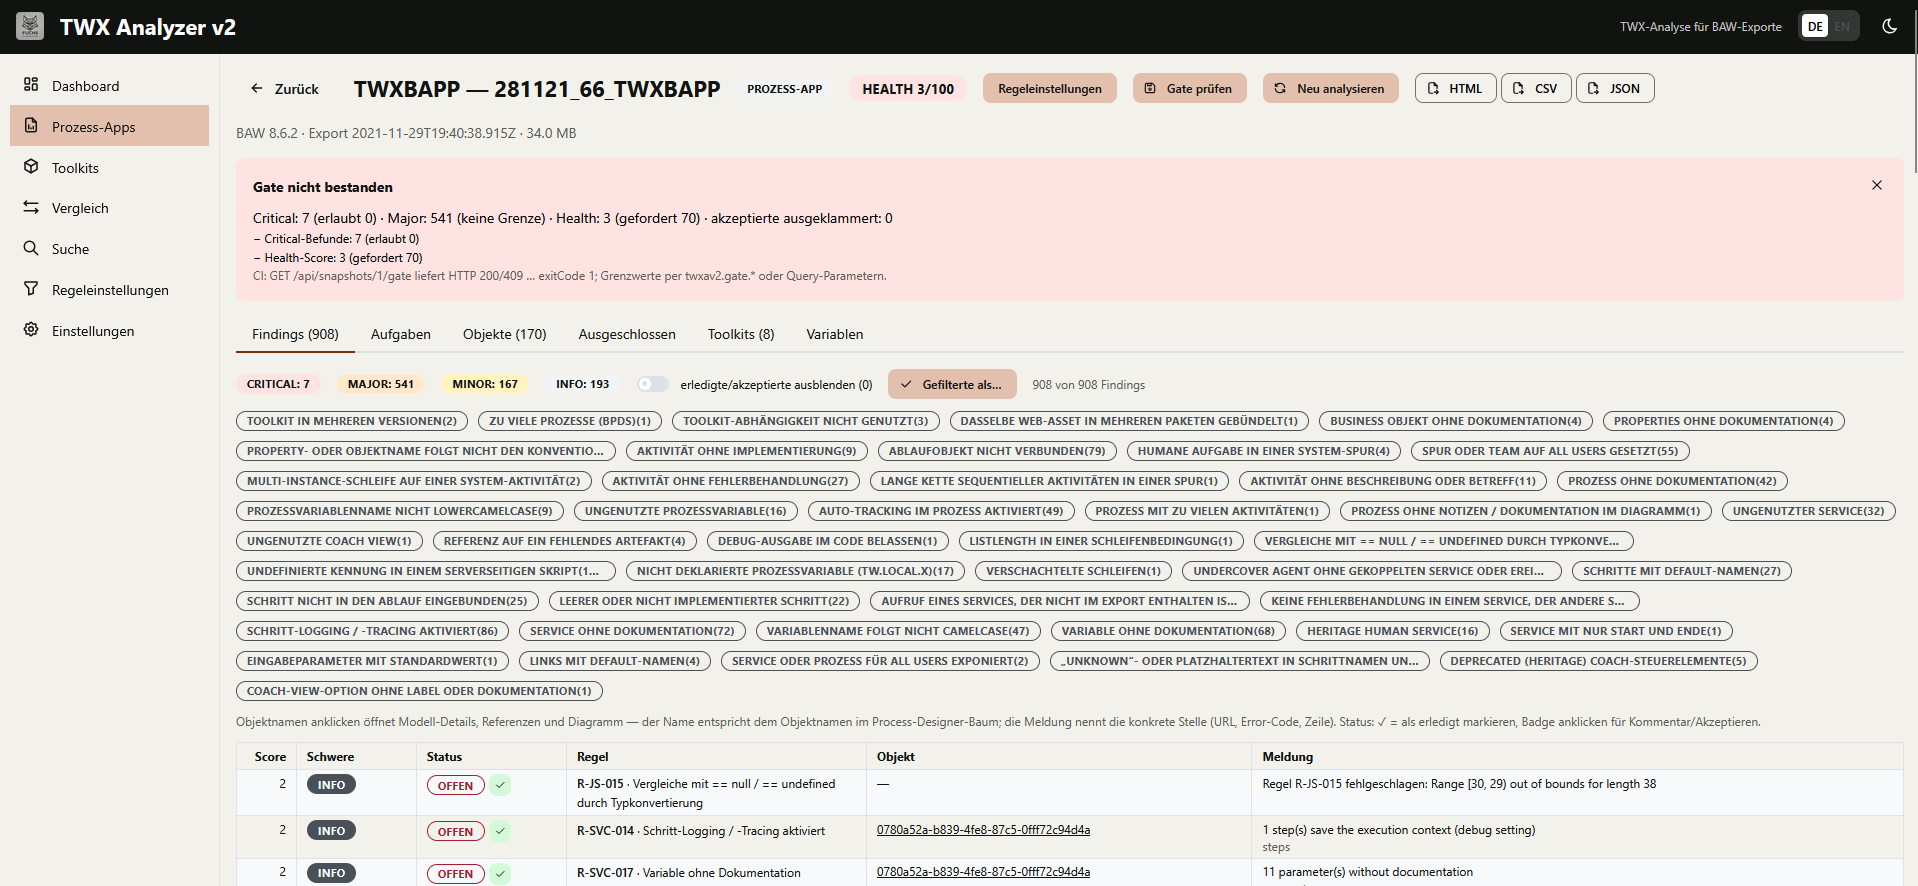 TWX Analyzer v2
TWX-Analyse für BAW-Exporte
DE EN
Dashboard
Prozess-Apps
Toolkits
Vergleich
Suche
Regeleinstellungen
Einstellungen
Zurück TWXBAPP — 281121_66_TWXBAPP PROZESS-APP HEALTH 3/100 Regeleinstellungen Gate prüfen Neu analysieren HTML CSV JSON
BAW 8.6.2 · Export 2021-11-29T19:40:38.915Z · 34.0 MB
Gate nicht bestanden
Critical: 7 (erlaubt 0) · Major: 541 (keine Grenze) · Health: 3 (gefordert 70) · akzeptierte ausgeklammert: 0
– Critical-Befunde: 7 (erlaubt 0)
– Health-Score: 3 (gefordert 70)
CI: GET /api/snapshots/1/gate liefert HTTP 200/409 ... exitCode 1; Grenzwerte per twxav2.gate.* oder Query-Parametern.
Findings (908) Aufgaben Objekte (170) Ausgeschlossen Toolkits (8) Variablen
CRITICAL: 7 MAJOR: 541 MINOR: 167 INFO: 193 erledigte/akzeptierte ausblenden (0) Gefilterte als... 908 von 908 Findings
TOOLKIT IN MEHREREN VERSIONEN(2) ZU VIELE PROZESSE (BPDS)(1) TOOLKIT-ABHÄNGIGKEIT NICHT GENUTZT(3) DASSELBE WEB-ASSET IN MEHREREN PAKETEN GEBÜNDELT(1) BUSINESS OBJEKT OHNE DOKUMENTATION(4) PROPERTIES OHNE DOKUMENTATION(4)
PROPERTY- ODER OBJEKTNAME FOLGT NICHT DEN KONVENTIO... AKTIVITÄT OHNE IMPLEMENTIERUNG(9) ABLAUFOBJEKT NICHT VERBUNDEN(79) HUMANE AUFGABE IN EINER SYSTEM-SPUR(4) SPUR ODER TEAM AUF ALL USERS GESETZT(55)
MULTI-INSTANCE-SCHLEIFE AUF EINER SYSTEM-AKTIVITÄT(2) AKTIVITÄT OHNE FEHLERBEHANDLUNG(27) LANGE KETTE SEQUENTIELLER AKTIVITÄTEN IN EINER SPUR(1) AKTIVITÄT OHNE BESCHREIBUNG ODER BETREFF(11) PROZESS OHNE DOKUMENTATION(42)
PROZESSVARIABLENNAME NICHT LOWERCAMELCASE(9) UNGENUTZTE PROZESSVARIABLE(16) AUTO-TRACKING IM PROZESS AKTIVIERT(49) PROZESS MIT ZU VIELEN AKTIVITÄTEN(1) PROZESS OHNE NOTIZEN / DOKUMENTATION IM DIAGRAMM(1) UNGENUTZTER SERVICE(32)
UNGENUTZTE COACH VIEW(1) REFERENZ AUF EIN FEHLENDES ARTEFAKT(4) DEBUG-AUSGABE IM CODE BELASSEN(1) LISTLENGTH IN EINER SCHLEIFENBEDINGUNG(1) VERGLEICHE MIT == NULL / == UNDEFINED DURCH TYPKONVE...
UNDEFINIERTE KENNUNG IN EINEM SERVERSEITIGEN SKRIPT(1... NICHT DEKLARIERTE PROZESSVARIABLE (TW.LOCAL.X)(17) VERSCHACHTELTE SCHLEIFEN(1) UNDERCOVER AGENT OHNE GEKOPPELTEN SERVICE ODER EREI... SCHRITTE MIT DEFAULT-NAMEN(27)
SCHRITT NICHT IN DEN ABLAUF EINGEBUNDEN(25) LEERER ODER NICHT IMPLEMENTIERTER SCHRITT(22) AUFRUF EINES SERVICES, DER NICHT IM EXPORT ENTHALTEN IS... KEINE FEHLERBEHANDLUNG IN EINEM SERVICE, DER ANDERE S...
SCHRITT-LOGGING / -TRACING AKTIVIERT(86) SERVICE OHNE DOKUMENTATION(72) VARIABLENNAME FOLGT NICHT CAMELCASE(47) VARIABLE OHNE DOKUMENTATION(68) HERITAGE HUMAN SERVICE(16) SERVICE MIT NUR START UND ENDE(1)
EINGABEPARAMETER MIT STANDARDWERT(1) LINKS MIT DEFAULT-NAMEN(4) SERVICE ODER PROZESS FÜR ALL USERS EXPONIERT(2) „UNKNOWN“- ODER PLATZHALTERTEXT IN SCHRITTNAMEN UN... DEPRECATED (HERITAGE) COACH-STEUERELEMENTE(5)
COACH-VIEW-OPTION OHNE LABEL ODER DOKUMENTATION(1)
Objektnamen anklicken öffnet Modell-Details, Referenzen und Diagramm — der Name entspricht dem Objektnamen im Process-Designer-Baum; die Meldung nennt die konkrete Stelle (URL, Error-Code, Zeile). Status: ✓ = als erledigt markieren, Badge anklicken für Kommentar/Akzeptieren.
Score Schwere Status Regel Objekt Meldung
2 INFO OFFEN R-JS-015 · Vergleiche mit == null / == undefined durch Typkonvertierung — Regel R-JS-015 fehlgeschlagen: Range [30, 29) out of bounds for length 38
2 INFO OFFEN R-SVC-014 · Schritt-Logging / -Tracing aktiviert 0780a52a-b839-4fe8-87c5-0fff72c94d4a 1 step(s) save the execution context (debug setting)
steps
2 INFO OFFEN R-SVC-017 · Variable ohne Dokumentation 0780a52a-b839-4fe8-87c5-0fff72c94d4a 11 parameter(s) without documentation